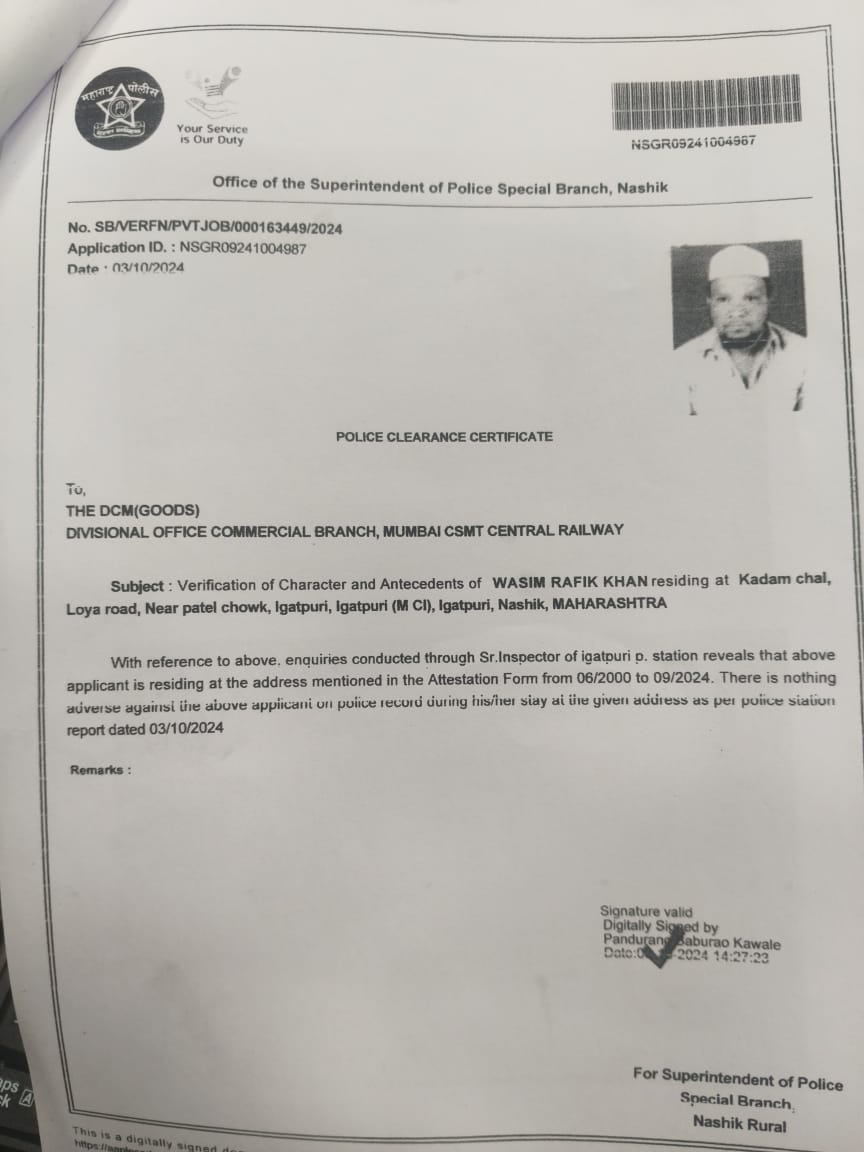 महाराष्ट्र पोलीस
Your Service
is Our Duty
NSGR09241004987
Office of the Superintendent of Police Special Branch, Nashik
No. SB/VERFN/PVTJOB/000163449/2024
Application ID. : NSGR09241004987
Date : 03/10/2024
POLICE CLEARANCE CERTIFICATE
To,
THE DCM(GOODS)
DIVISIONAL OFFICE COMMERCIAL BRANCH, MUMBAI CSMT CENTRAL RAILWAY
Subject : Verification of Character and Antecedents of WASIM RAFIK KHAN residing at Kadam chal,
Loya road, Near patel chowk, Igatpuri, Igatpuri (M Cl), Igatpuri, Nashik, MAHARASHTRA
With reference to above, enquiries conducted through Sr.Inspector of igatpuri p. station reveals that above
applicant is residing at the address mentioned in the Attestation Form from 06/2000 to 09/2024. There is nothing
adverse against the above applicant on police record during his/her stay at the given address as per police station
report dated 03/10/2024
Remarks :
Signature valid
Digitally Signed by
Pandurang Baburao Kawale
Date: 2024 14:27:23
For Superintendent of Police
Special Branch,
Nashik Rural
This is a digitally signed